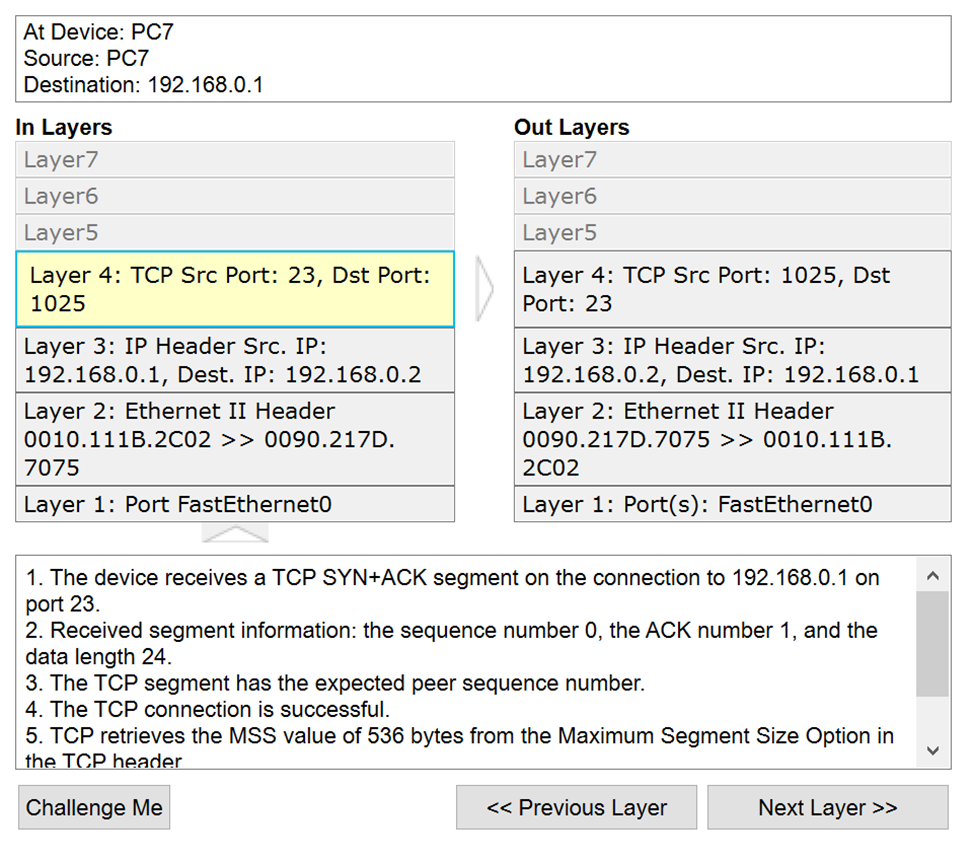 At Device: PC7
Source: PC7
Destination: 192.168.0.1
In Layers
Layer7
Layer6
Layer5
Layer 4: TCP Src Port: 23, Dst Port:
1025
Layer 3: IP Header Src. IP:
192.168.0.1, Dest. IP: 192.168.0.2
Layer 2: Ethernet II Header
0010.111B.2C02 >> 0090.217D.
7075
Layer 1: Port FastEthernet0
Out Layers
Layer7
Layer6
Layer5
Layer 4: TCP Src Port: 1025, Dst
Port: 23
Layer 3: IP Header Src. IP:
192.168.0.2, Dest. IP: 192.168.0.1
Layer 2: Ethernet II Header
0090.217D.7075 >> 0010.111B.
2C02
Layer 1: Port(s): FastEthernet0
1. The device receives a TCP SYN+ACK segment on the connection to 192.168.0.1 on
port 23.
2. Received segment information: the sequence number 0, the ACK number 1, and the
data length 24.
3. The TCP segment has the expected peer sequence number.
4. The TCP connection is successful.
5. TCP retrieves the MSS value of 536 bytes from the Maximum Segment Size Option in
the TCP header
Challenge Me
<< Previous Layer
Next Layer >>